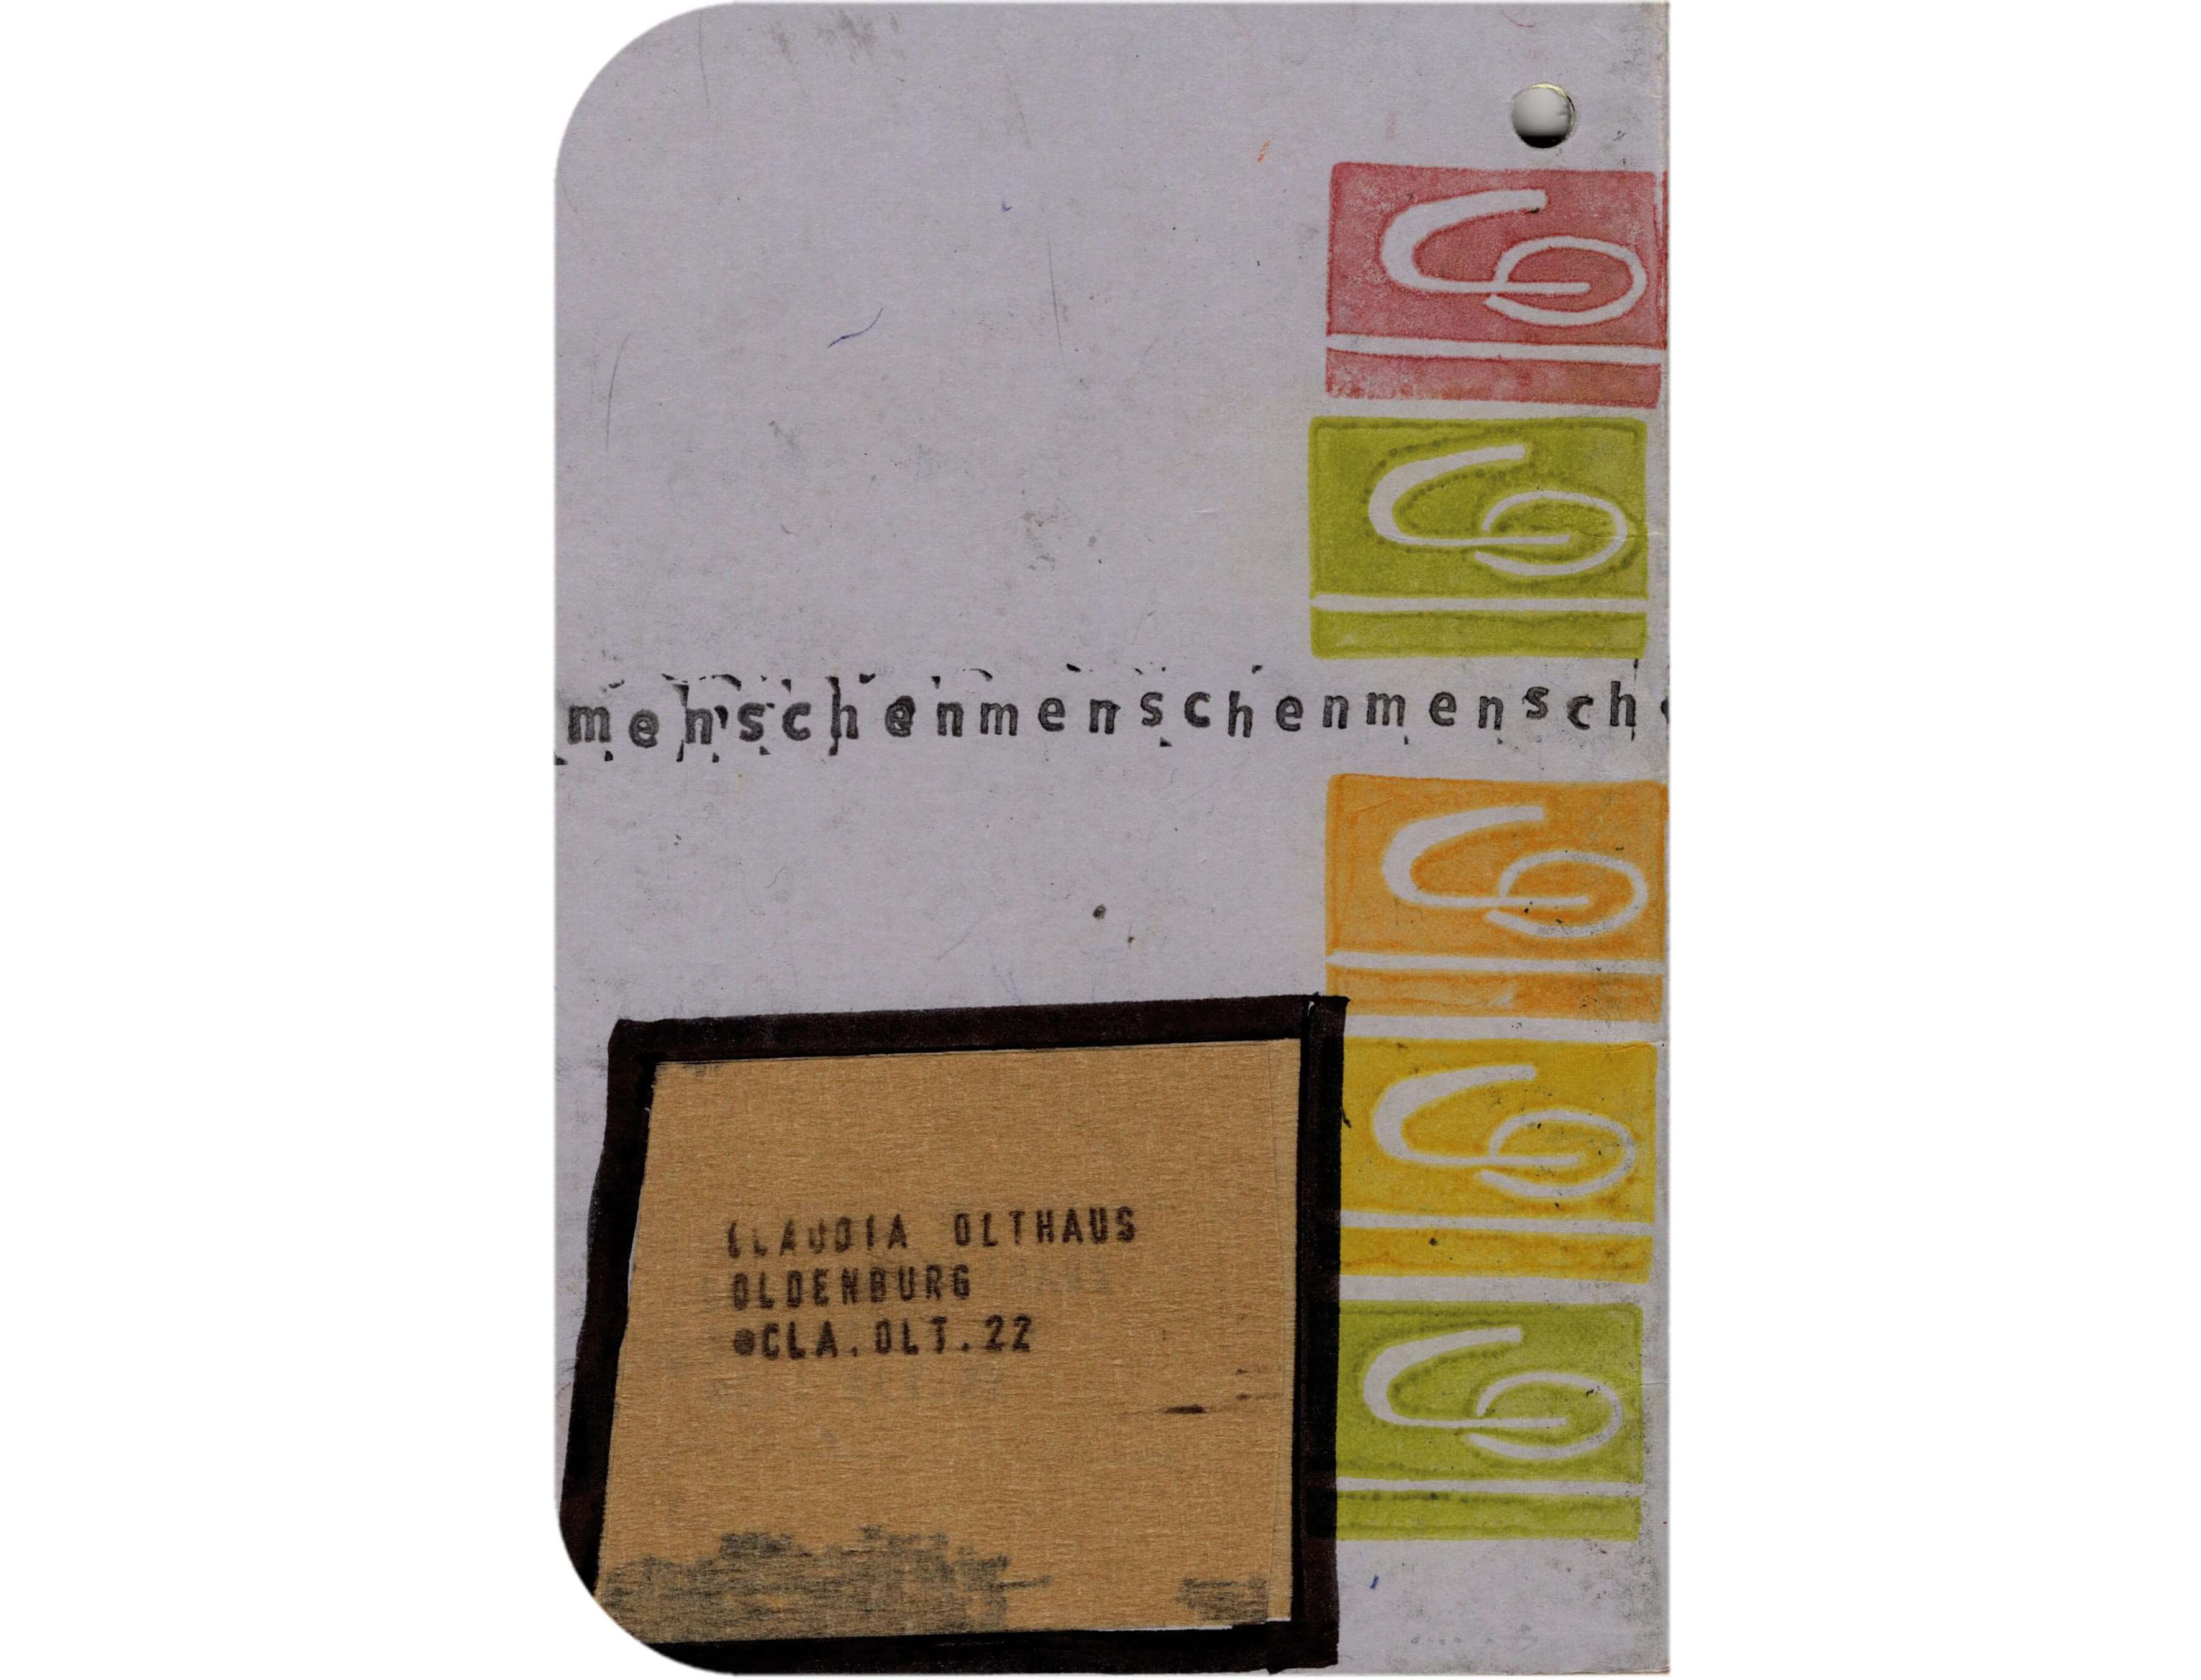 menschenmenschenmensch
CLAUDIA OLTHAUS
OLDENBURG
@CLA.OLT.22